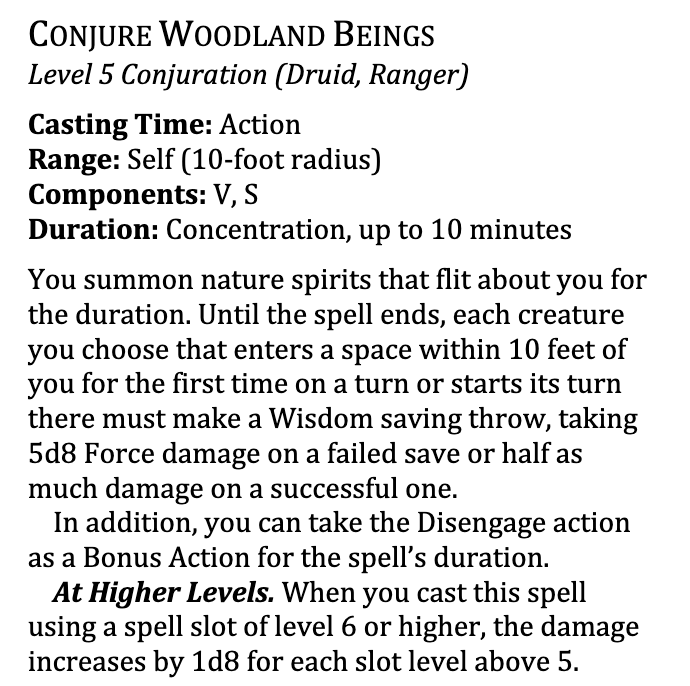 CONJURE WOODLAND BEINGS
Level 5 Conjuration (Druid, Ranger)
Casting Time: Action
Range: Self (10-foot radius)
Components: V, S
Duration: Concentration, up to 10 minutes
You summon nature spirits that flit about you for
the duration. Until the spell ends, each creature
you choose that enters a space within 10 feet of
you for the first time on a turn or starts its turn
there must make a Wisdom saving throw, taking
5d8 Force damage on a failed save or half as
much damage on a successful one.
In addition, you can take the Disengage action
as a Bonus Action for the spell’s duration.
At Higher Levels. When you cast this spell
using a spell slot of level 6 or higher, the damage
increases by 1d8 for each slot level above 5.